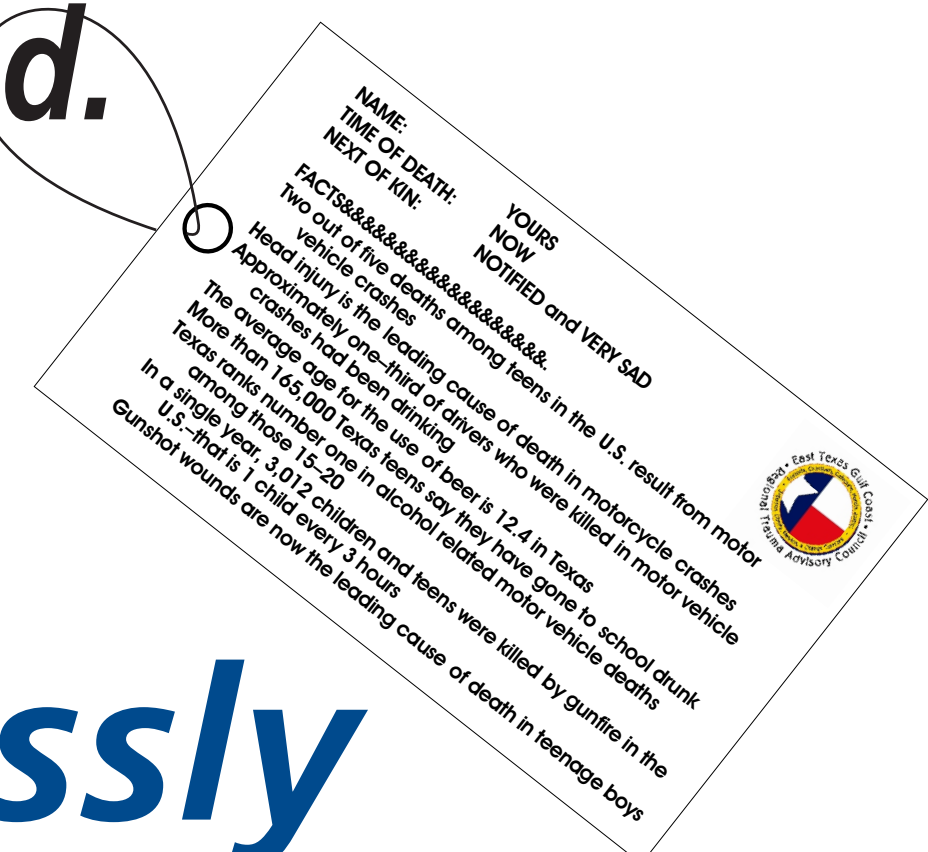 d.
NAME:
TIME OF DEATH:
NEXT OF KIN:
YOURS
NOW
NOTIFIED and VERY SAD
FACTS&&&&&&&&&&&&&&&&&&.
Two out of five deaths among teens in the U.S. result from motor
vehicle crashes
Head injury is the leading cause of death in motorcycle crashes
Approximately one–third of drivers who were killed in motor vehicle
crashes had been drinking
The average age for the use of beer is 12.4 in Texas
More than 165,000 Texas teens say they have gone to school drunk
Texas ranks number one in alcohol related motor vehicle deaths
among those 15–20
In a single year, 3,012 children and teens were killed by gunfire in the
U.S.–that is 1 child every 3 hours
Gunshot wounds are now the leading cause of death in teenage boys
East Texas Gulf Coast • Regional Trauma Advisory Council •
ssly